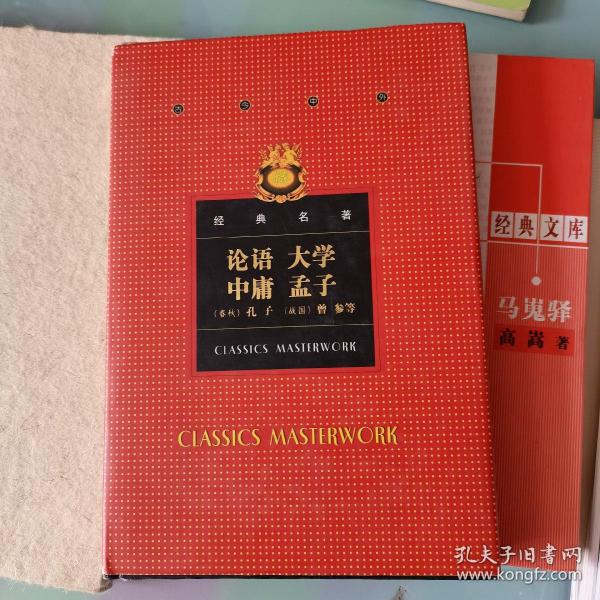 古今中外
经典名著
论语 大学
中庸 孟子
(春秋)孔子 (战国)曾参等
CLASSICS MASTERWORK
CLASSICS MASTERWORK
经典文库
马嵬驿
高嵩 著
孔夫子旧书网
www.kongfz.com